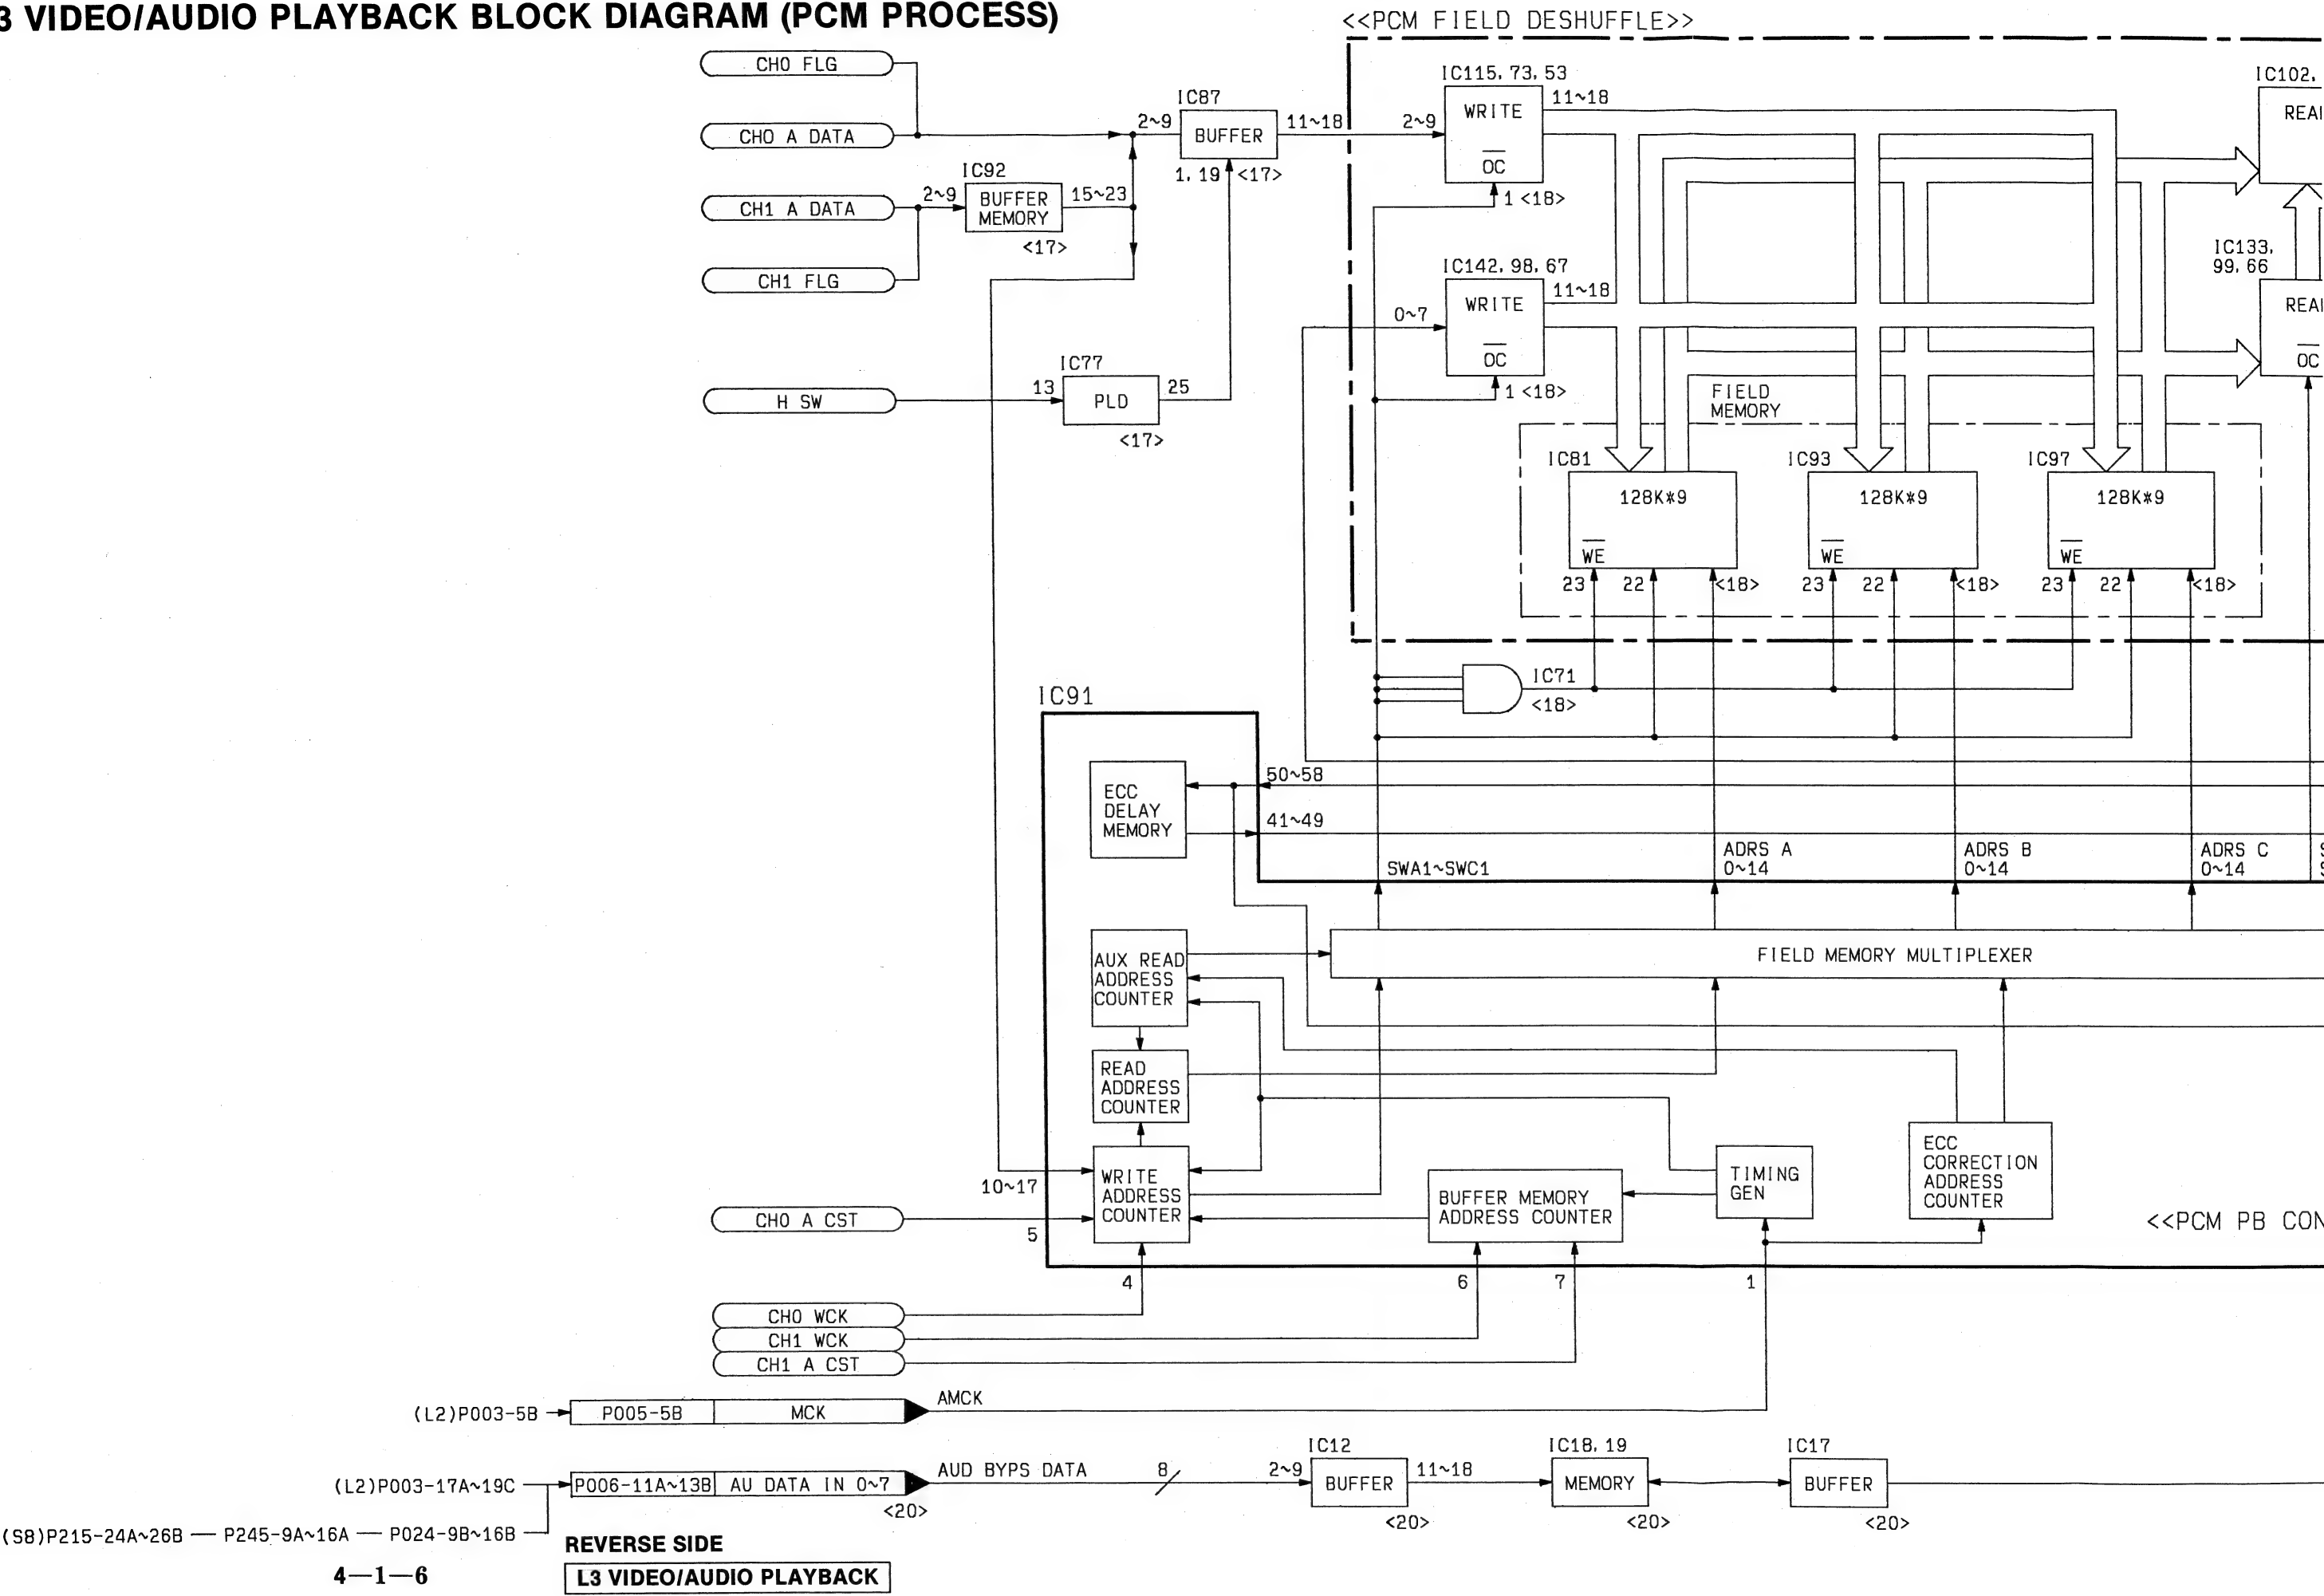 3 VIDEO/AUDIO PLAYBACK BLOCK DIAGRAM (PCM PROCESS)
<<PCM FIELD DESHUFFLE>>
CH0 FLG
CH0 A DATA
CH1 A DATA
CH1 FLG
H SW
2~9
IC92
BUFFER
MEMORY
15~23
<17>
2~9
IC87
BUFFER
11~18
1,19
<17>
13
IC77
PLD
25
<17>
2~9
IC115,73,53
WRITE
OC
11~18
1 <18>
0~7
IC142,98,67
WRITE
OC
11~18
1 <18>
IC102,
REA
IC133,
99,66
REA
OC
FIELD
MEMORY
IC81
128K*9
WE
23
22
<18>
IC93
128K*9
WE
23
22
<18>
IC97
128K*9
WE
23
22
<18>
IC71
<18>
IC91
ECC
DELAY
MEMORY
50~58
41~49
SWA1~SWC1
ADRS A
0~14
ADRS B
0~14
ADRS C
0~14
S
S
AUX READ
ADDRESS
COUNTER
FIELD MEMORY MULTIPLEXER
READ
ADDRESS
COUNTER
WRITE
ADDRESS
COUNTER
BUFFER MEMORY
ADDRESS COUNTER
TIMING
GEN
ECC
CORRECTION
ADDRESS
COUNTER
<<PCM PB CON
10~17
CH0 A CST
5
4
6
7
1
CH0 WCK
CH1 WCK
CH1 A CST
(L2)P003-5B
P005-5B
MCK
AMCK
(L2)P003-17A~19C
P006-11A~13B
AU DATA IN 0~7
<20>
AUD BYPS DATA
8
2~9
IC12
BUFFER
<20>
11~18
IC18,19
MEMORY
<20>
IC17
BUFFER
<20>
(S8)P215-24A~26B — P245-9A~16A — P024-9B~16B
REVERSE SIDE
4—1—6
L3 VIDEO/AUDIO PLAYBACK